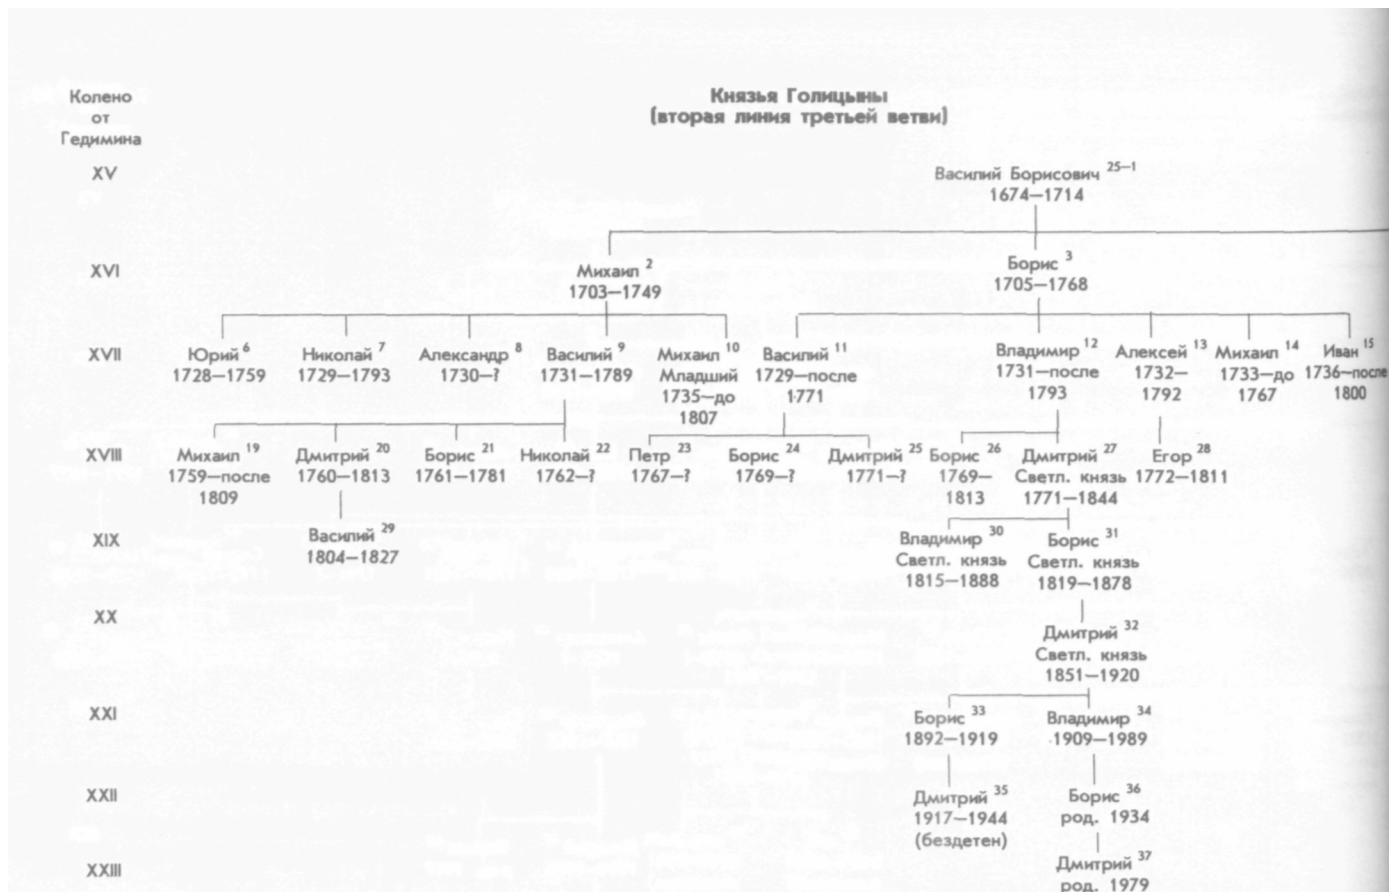 Колено
от
Гедимина
Князья Голицыны
(вторая линия третьей ветви)
XV
Василий Борисович 25—1
1674—1714
XVI
Михаил 2
1703—1749
Борис 3
1705—1768
XVII
Юрий 6
1728—1759
Николай 7
1729—1793
Александр 8
1730—?
Василий 9
1731—1789
Михаил 10
Младший
1735—до
1807
Василий 11
1729—после
1771
Владимир 12
1731—после
1793
Алексей 13
1732—
1792
Михаил 14
1733—до
1767
Иван 15
1736—после
1800
XVIII
Михаил 19
1759—после
1809
Дмитрий 20
1760—1813
Борис 21
1761—1781
Николай 22
1762—?
Петр 23
1767—?
Борис 24
1769—?
Дмитрий 25
1771—?
Борис 26
1769—
1813
Дмитрий 27
Светл. князь
1771—1844
Егор 28
1772—1811
XIX
Василий 29
1804—1827
Владимир 30
Светл. князь
1815—1888
Борис 31
Светл. князь
1819—1878
XX
Дмитрий 32
Светл. князь
1851—1920
XXI
Борис 33
1892—1919
Владимир 34
1909—1989
XXII
Дмитрий 35
1917—1944
(бездетен)
Борис 36
род. 1934
XXIII
Дмитрий 37
род. 1979